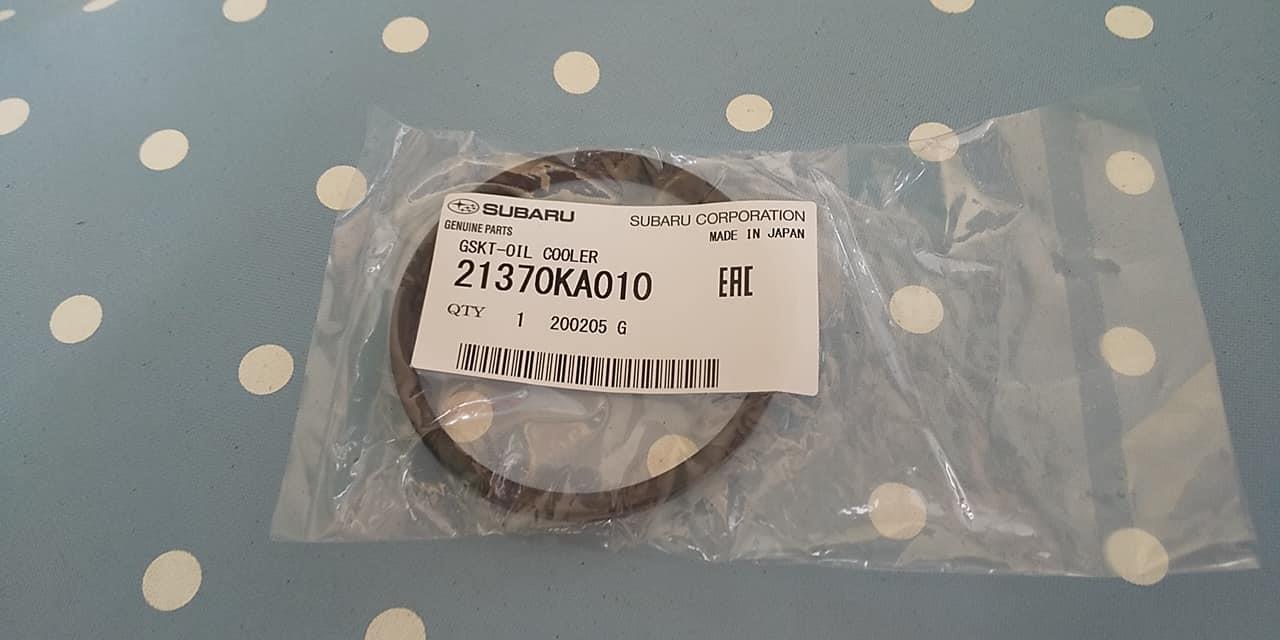 SUBARU
GENUINE PARTS
SUBARU CORPORATION
MADE IN JAPAN
GSKT-OIL COOLER
21370KA010
EAC
QTY 1 200205 G